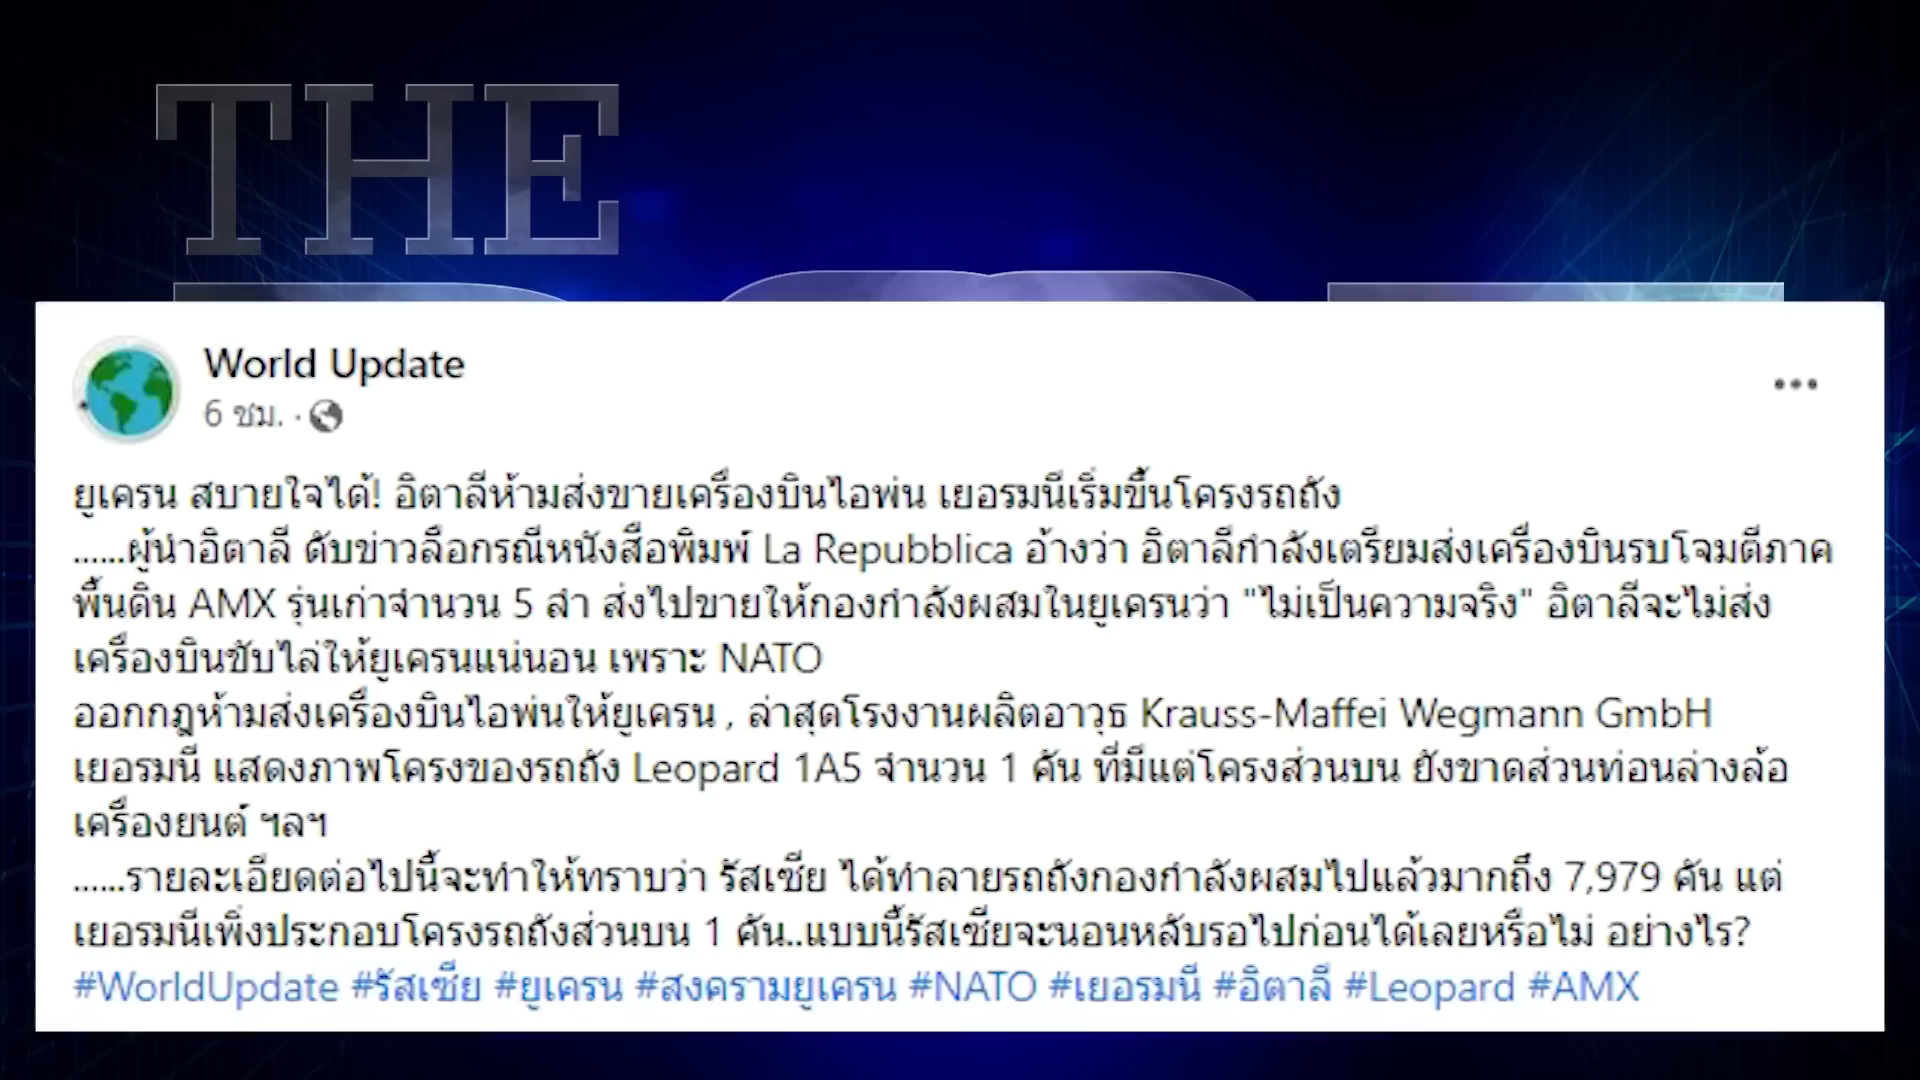 THE
World Update
6 ชม. ·
ยูเครน สบายใจได้! อิตาลีห้ามส่งขายเครื่องบินไอพ่น เยอรมนีเริ่มขึ้นโครงรถถัง
......ผู้นำอิตาลี ดับข่าวลือกรณีหนังสือพิมพ์ La Repubblica อ้างว่า อิตาลีกำลังเตรียมส่งเครื่องบินรบโจมตีภาค
พื้นดิน AMX รุ่นเก่าจำนวน 5 ลำ ส่งไปขายให้กองกำลังผสมในยูเครนว่า "ไม่เป็นความจริง" อิตาลีจะไม่ส่ง
เครื่องบินขับไล่ให้ยูเครนแน่นอน เพราะ NATO
ออกกฎห้ามส่งเครื่องบินไอพ่นให้ยูเครน , ล่าสุดโรงงานผลิตอาวุธ Krauss-Maffei Wegmann GmbH
เยอรมนี แสดงภาพโครงของรถถัง Leopard 1A5 จำนวน 1 คัน ที่มีแต่โครงส่วนบน ยังขาดส่วนท่อนล่างล้อ
เครื่องยนต์ ฯลฯ
......รายละเอียดต่อไปนี้จะทำให้ทราบว่า รัสเซีย ได้ทำลายรถถังกองกำลังผสมไปแล้วมากถึง 7,979 คัน แต่
เยอรมนีเพิ่งประกอบโครงรถถังส่วนบน 1 คัน..แบบนี้รัสเซียจะนอนหลับรอไปก่อนได้เลยหรือไม่ อย่างไร?
#WorldUpdate #รัสเซีย #ยูเครน #สงครามยูเครน #NATO #เยอรมนี #อิตาลี #Leopard #AMX